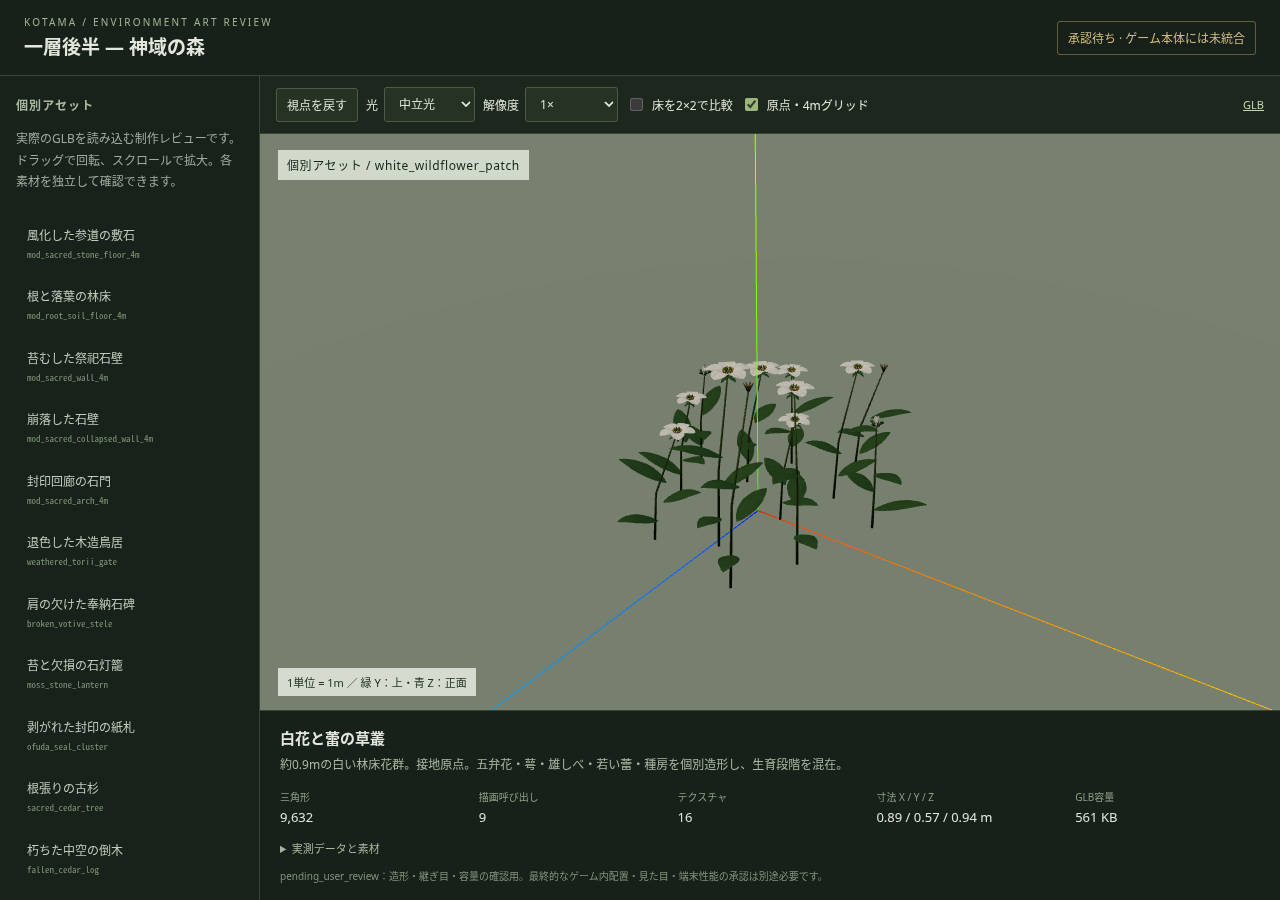 KOTAMA / ENVIRONMENT ART REVIEW
一層後半 — 神域の森
承認待ち · ゲーム本体には未統合
個別アセット
実際のGLBを読み込む制作レビューです。
ドラッグで回転、スクロールで拡大。各
素材を独立して確認できます。
風化した参道の敷石
mod_sacred_stone_floor_4m
根と落葉の林床
mod_root_soil_floor_4m
苔むした祭祀石壁
mod_sacred_wall_4m
崩落した石壁
mod_sacred_collapsed_wall_4m
封印回廊の石門
mod_sacred_arch_4m
退色した木造鳥居
weathered_torii_gate
肩の欠けた奉納石碑
broken_votive_stele
苔と欠損の石灯籠
moss_stone_lantern
剥がれた封印の紙札
ofuda_seal_cluster
根張りの古杉
sacred_cedar_tree
朽ちた中空の倒木
fallen_cedar_log
視点を戻す 光 中立光 解像度 1× 床を2×2で比較 原点・4mグリッド GLB
個別アセット / white_wildflower_patch
1単位 = 1m ／ 緑 Y：上・青 Z：正面
白花と蕾の草叢
約0.9mの白い林床花群。接地原点。五弁花・萼・雄しべ・若い蕾・種房を個別造形し、生育段階を混在。
三角形 描画呼び出し テクスチャ 寸法 X / Y / Z GLB容量
9,632 9 16 0.89 / 0.57 / 0.94 m 561 KB
▶ 実測データと素材
pending_user_review：造形・継ぎ目・容量の確認用。最終的なゲーム内配置・見た目・端末性能の承認は別途必要です。